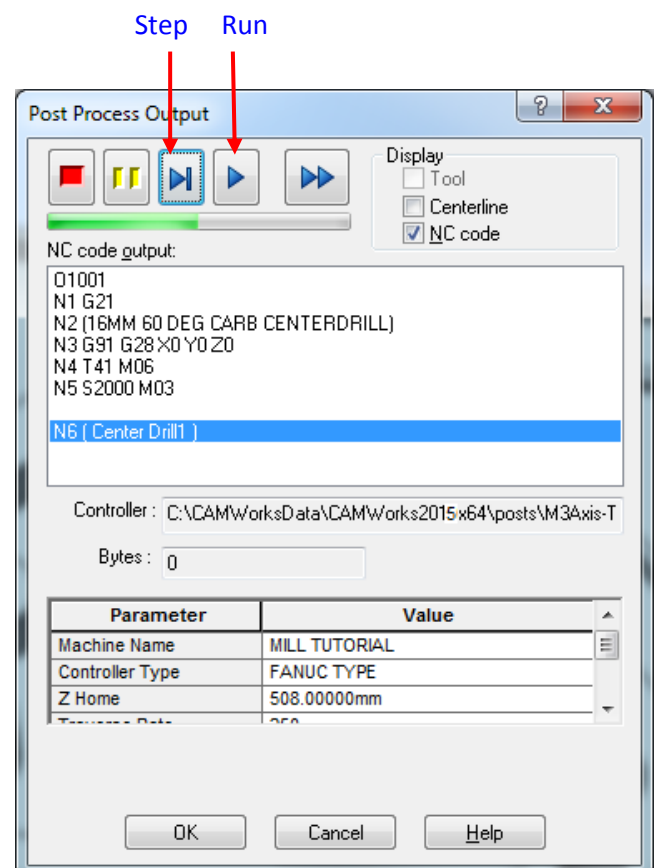 Step Run
Post Process Output
Display
Tool
Centerline
NC code
NC code output:
O1001
N1 G21
N2 (16MM 60 DEG CARB CENTERDRILL)
N3 G91 G28 X0 Y0 Z0
N4 T41 M06
N5 S2000 M03
N6 ( Center Drill1 )
Controller : C:\CAMWorksData\CAMWorks2015x64\posts\M3Axis-T
Bytes : 0
Parameter Value
Machine Name MILL TUTORIAL
Controller Type FANUC TYPE
Z Home 508.00000mm
OK Cancel Help